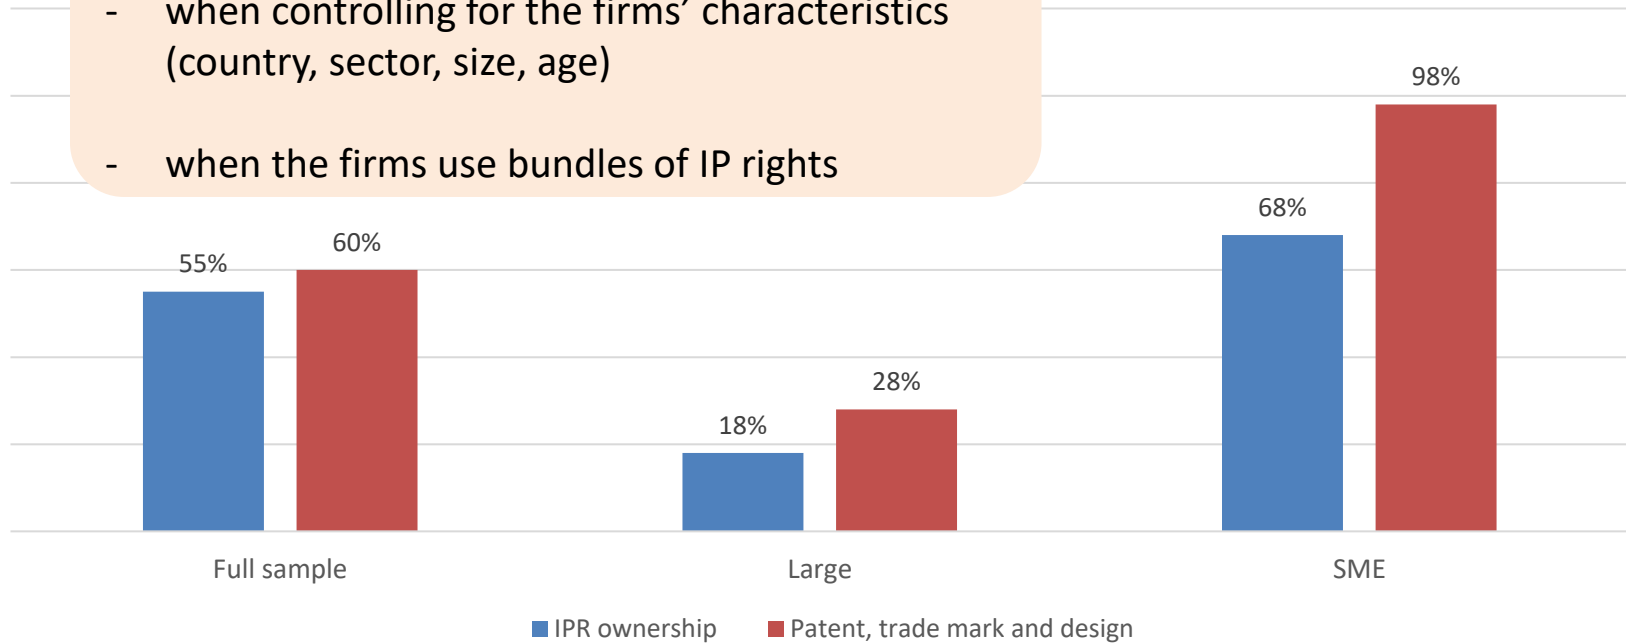 - when controlling for the firms' characteristics
(country, sector, size, age)
- when the firms use bundles of IP rights
98%
68%
60%
55%
28%
18%
Full sample
Large
SME
IPR ownership
Patent, trade mark and design